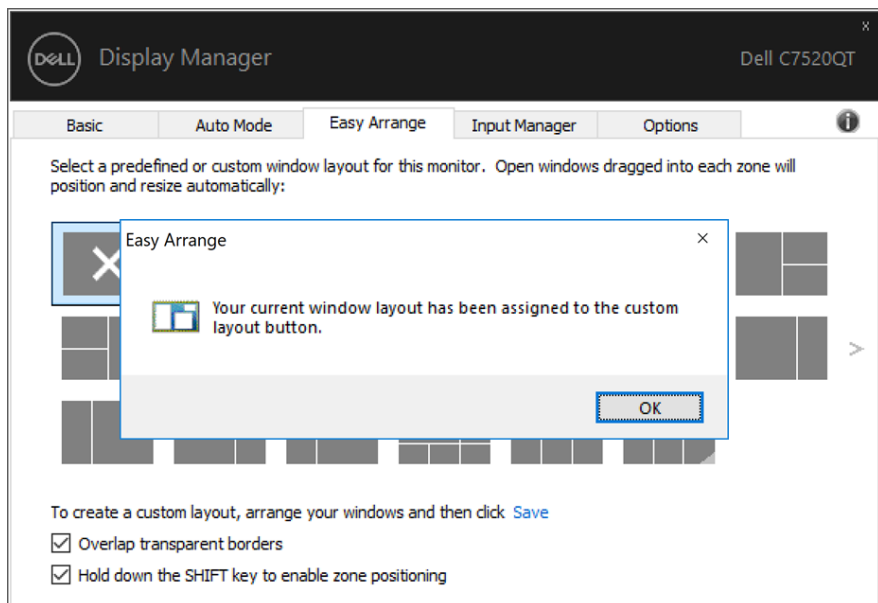 x
DELL
Display Manager
Dell C7520QT
Basic
Auto Mode
Easy Arrange
Input Manager
Options
i
Select a predefined or custom window layout for this monitor. Open windows dragged into each zone will
position and resize automatically:
Easy Arrange
Your current window layout has been assigned to the custom
layout button.
OK
To create a custom layout, arrange your windows and then click Save
Overlap transparent borders
Hold down the SHIFT key to enable zone positioning